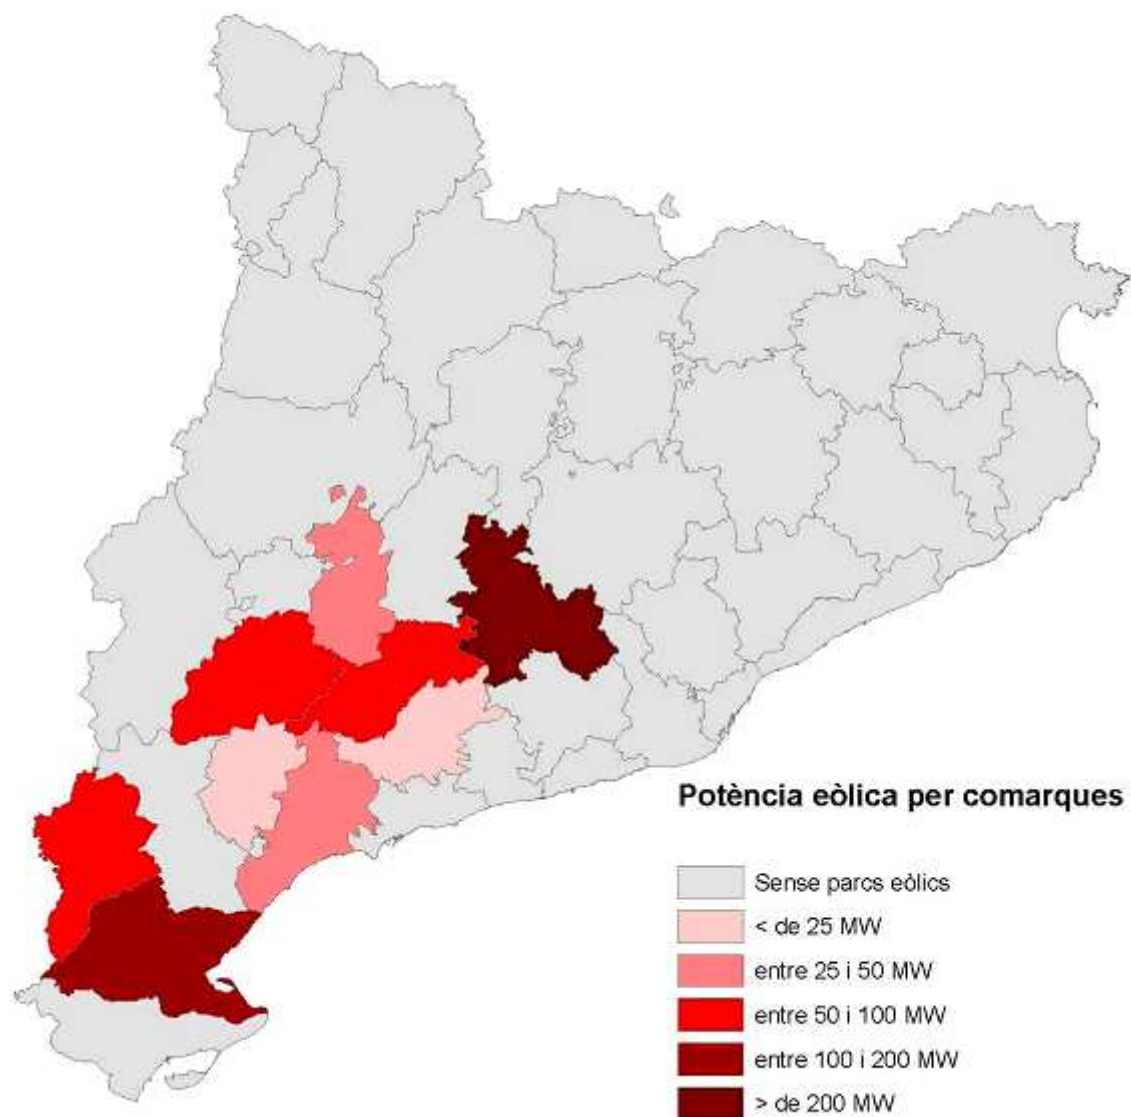 Potència eòlica per comarques
Sense parcs eòlics
< de 25 MW
entre 25 i 50 MW
entre 50 i 100 MW
entre 100 i 200 MW
> de 200 MW